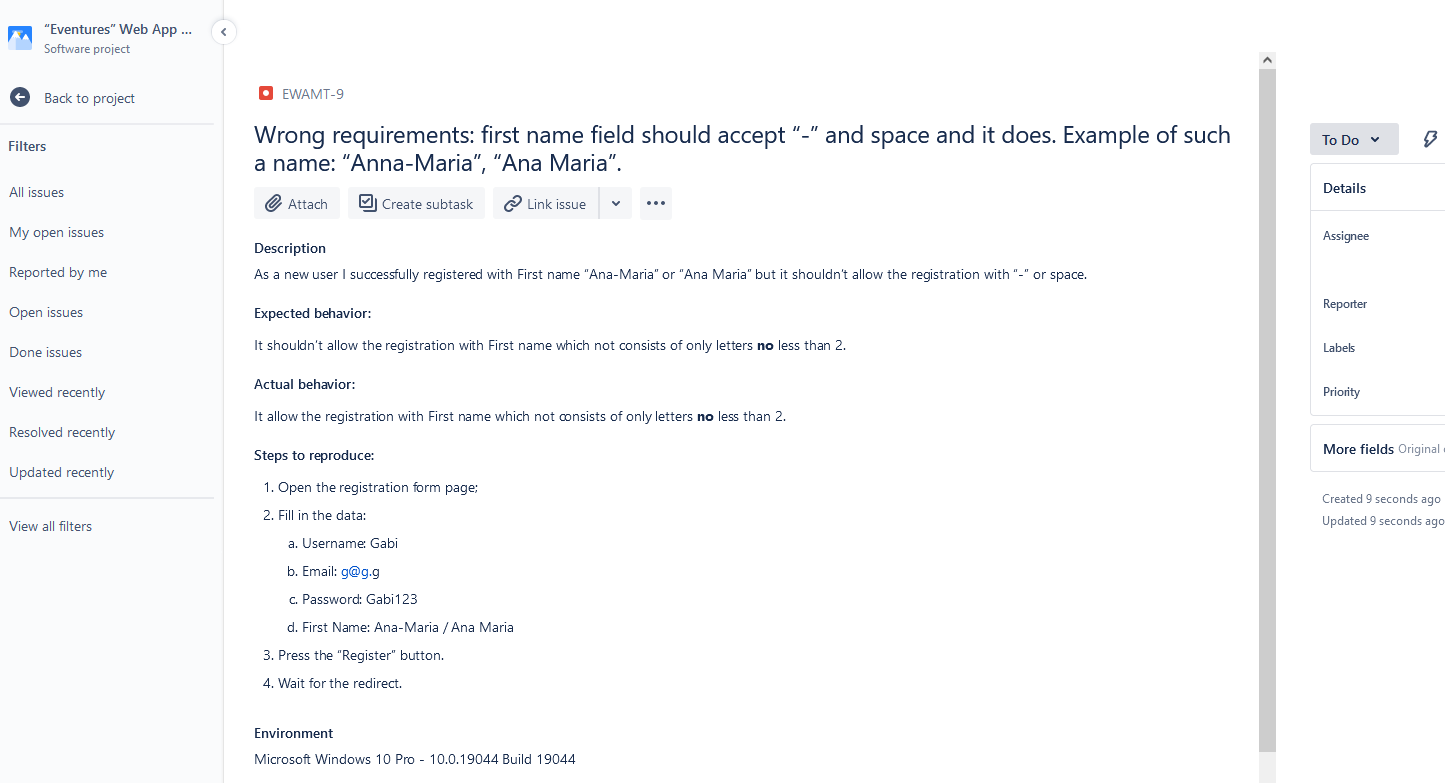 “Eventures” Web App ...
Software project
Back to project
Filters
All issues
My open issues
Reported by me
Open issues
Done issues
Viewed recently
Resolved recently
Updated recently
View all filters
EWAMT-9
Wrong requirements: first name field should accept “-” and space and it does. Example of such
a name: “Anna-Maria”, “Ana Maria”.
Attach
Create subtask
Link issue
Description
As a new user I successfully registered with First name “Ana-Maria” or “Ana Maria” but it shouldn’t allow the registration with “-” or space.
Expected behavior:
It shouldn’t allow the registration with First name which not consists of only letters no less than 2.
Actual behavior:
It allow the registration with First name which not consists of only letters no less than 2.
Steps to reproduce:
1. Open the registration form page;
2. Fill in the data:
a. Username: Gabi
b. Email: g@g.g
c. Password: Gabi123
d. First Name: Ana-Maria / Ana Maria
3. Press the “Register” button.
4. Wait for the redirect.
Environment
Microsoft Windows 10 Pro - 10.0.19044 Build 19044
To Do
Details
Assignee
Reporter
Labels
Priority
More fields Original
Created 9 seconds ago
Updated 9 seconds ago